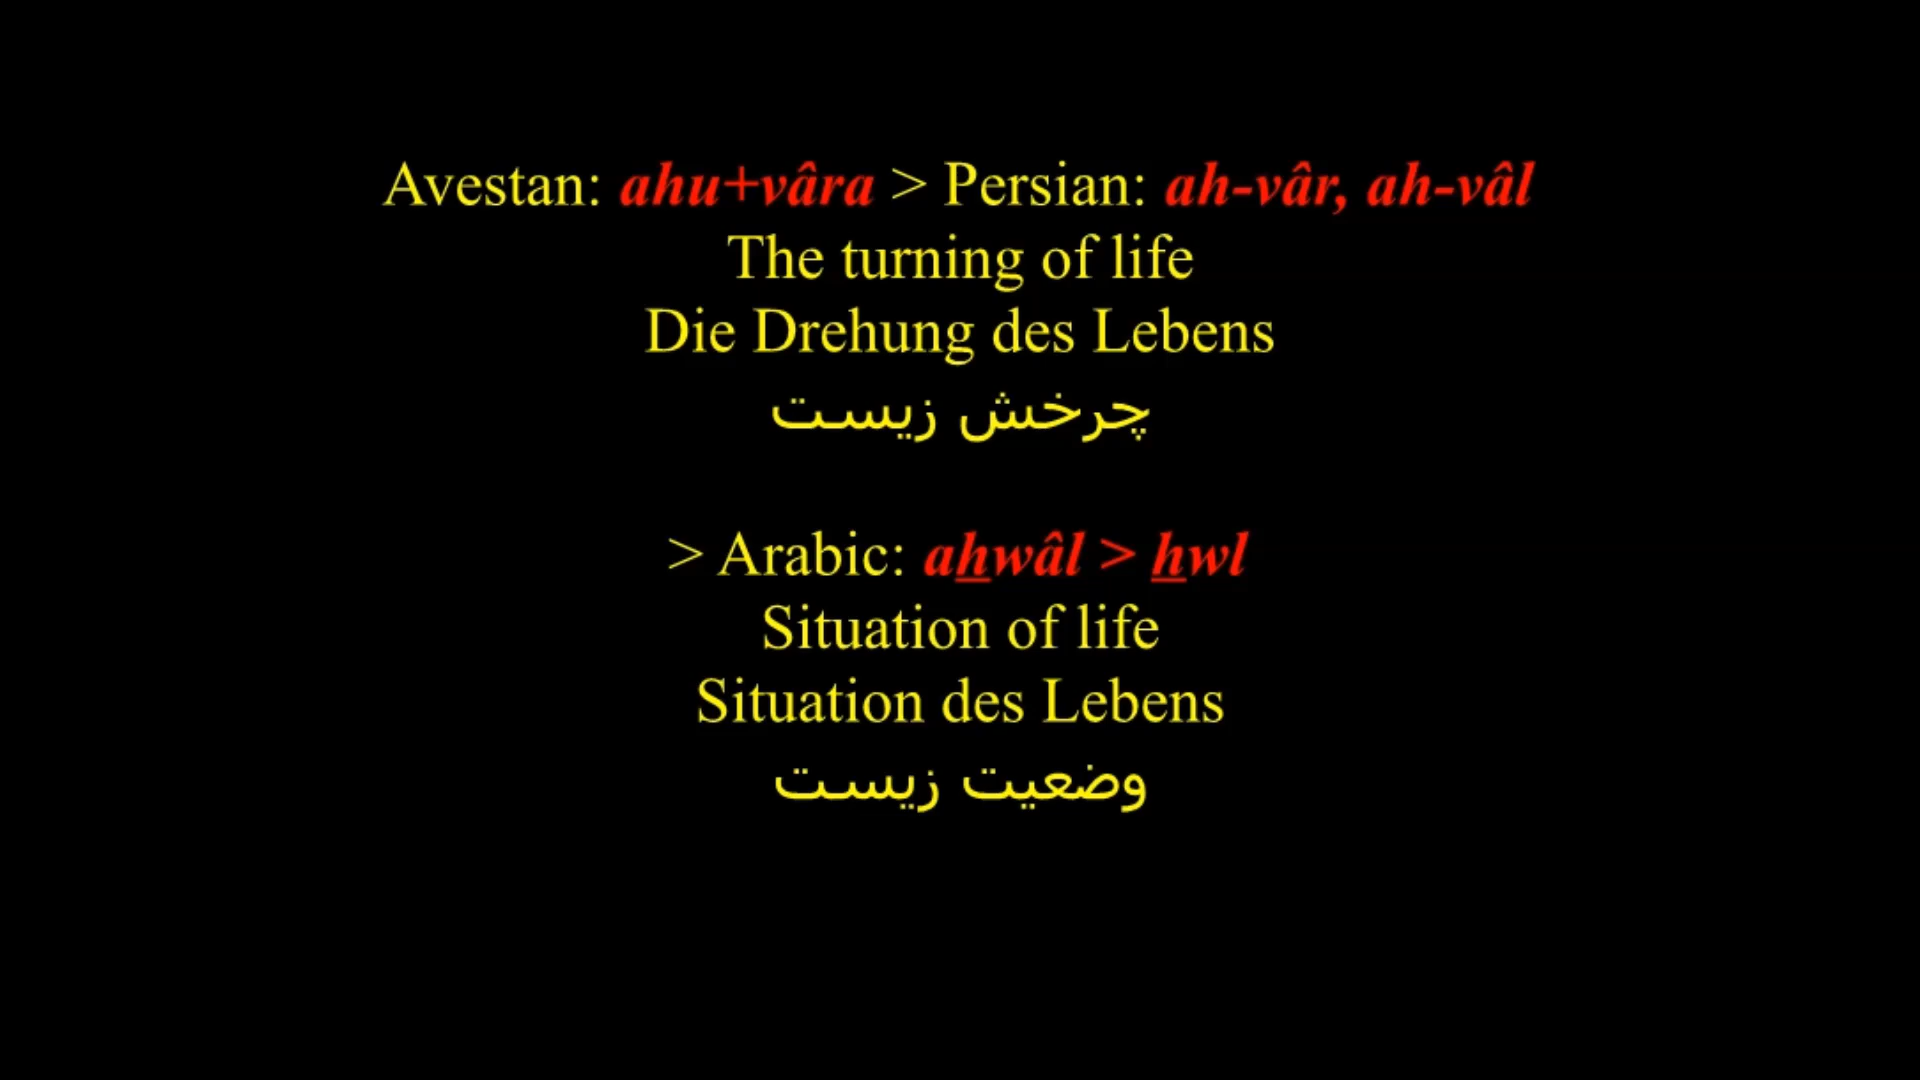 Avestan: ahu+vâra > Persian: ah-vâr, ah-vâl
The turning of life
Die Drehung des Lebens
چرخش زیست
> Arabic: ahwâl > hwl
Situation of life
Situation des Lebens
وضعیت زیست